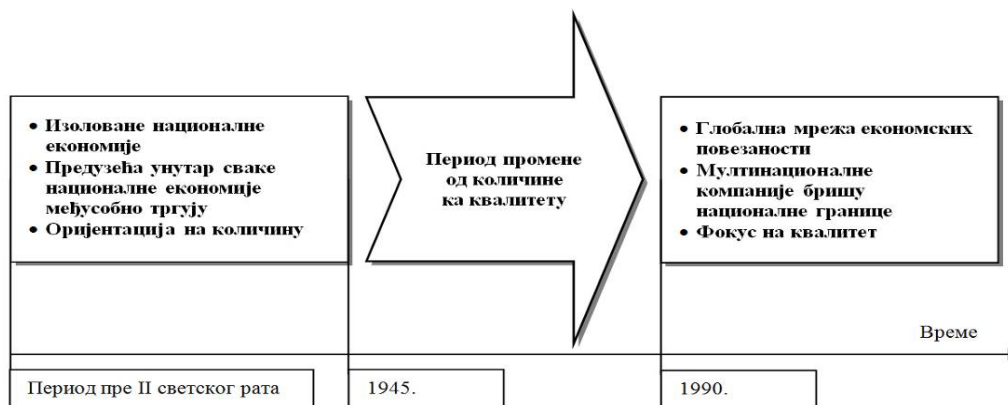 • Изоловане националне
економије
• Предузећа унутар сваке
националне економије
међусобно тргују
• Оријентација на количину
Период промене
од количине
ка квалитету
• Глобална мрежа економских
повезаности
• Мултинационалне
компаније бришу
националне границе
• Фокус на квалитет
Време
Период пре II светског рата
1945.
1990.